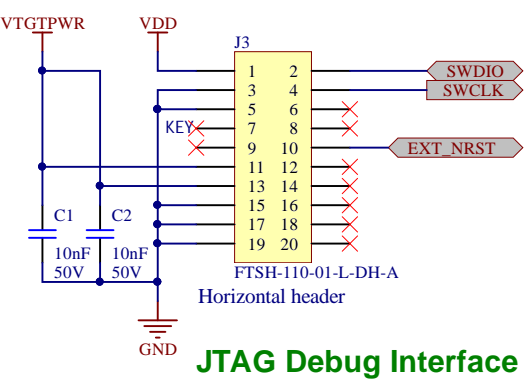 VTGTPWR VDD
J3
1 2 SWDIO
3 4 SWCLK
5 6
KEY 7 8
9 10 EXT_NRST
11 12
13 14
C1 C2 15 16
17 18
10nF 10nF 19 20
50V 50V FTSH-110-01-L-DH-A
Horizontal header
GND
JTAG Debug Interface